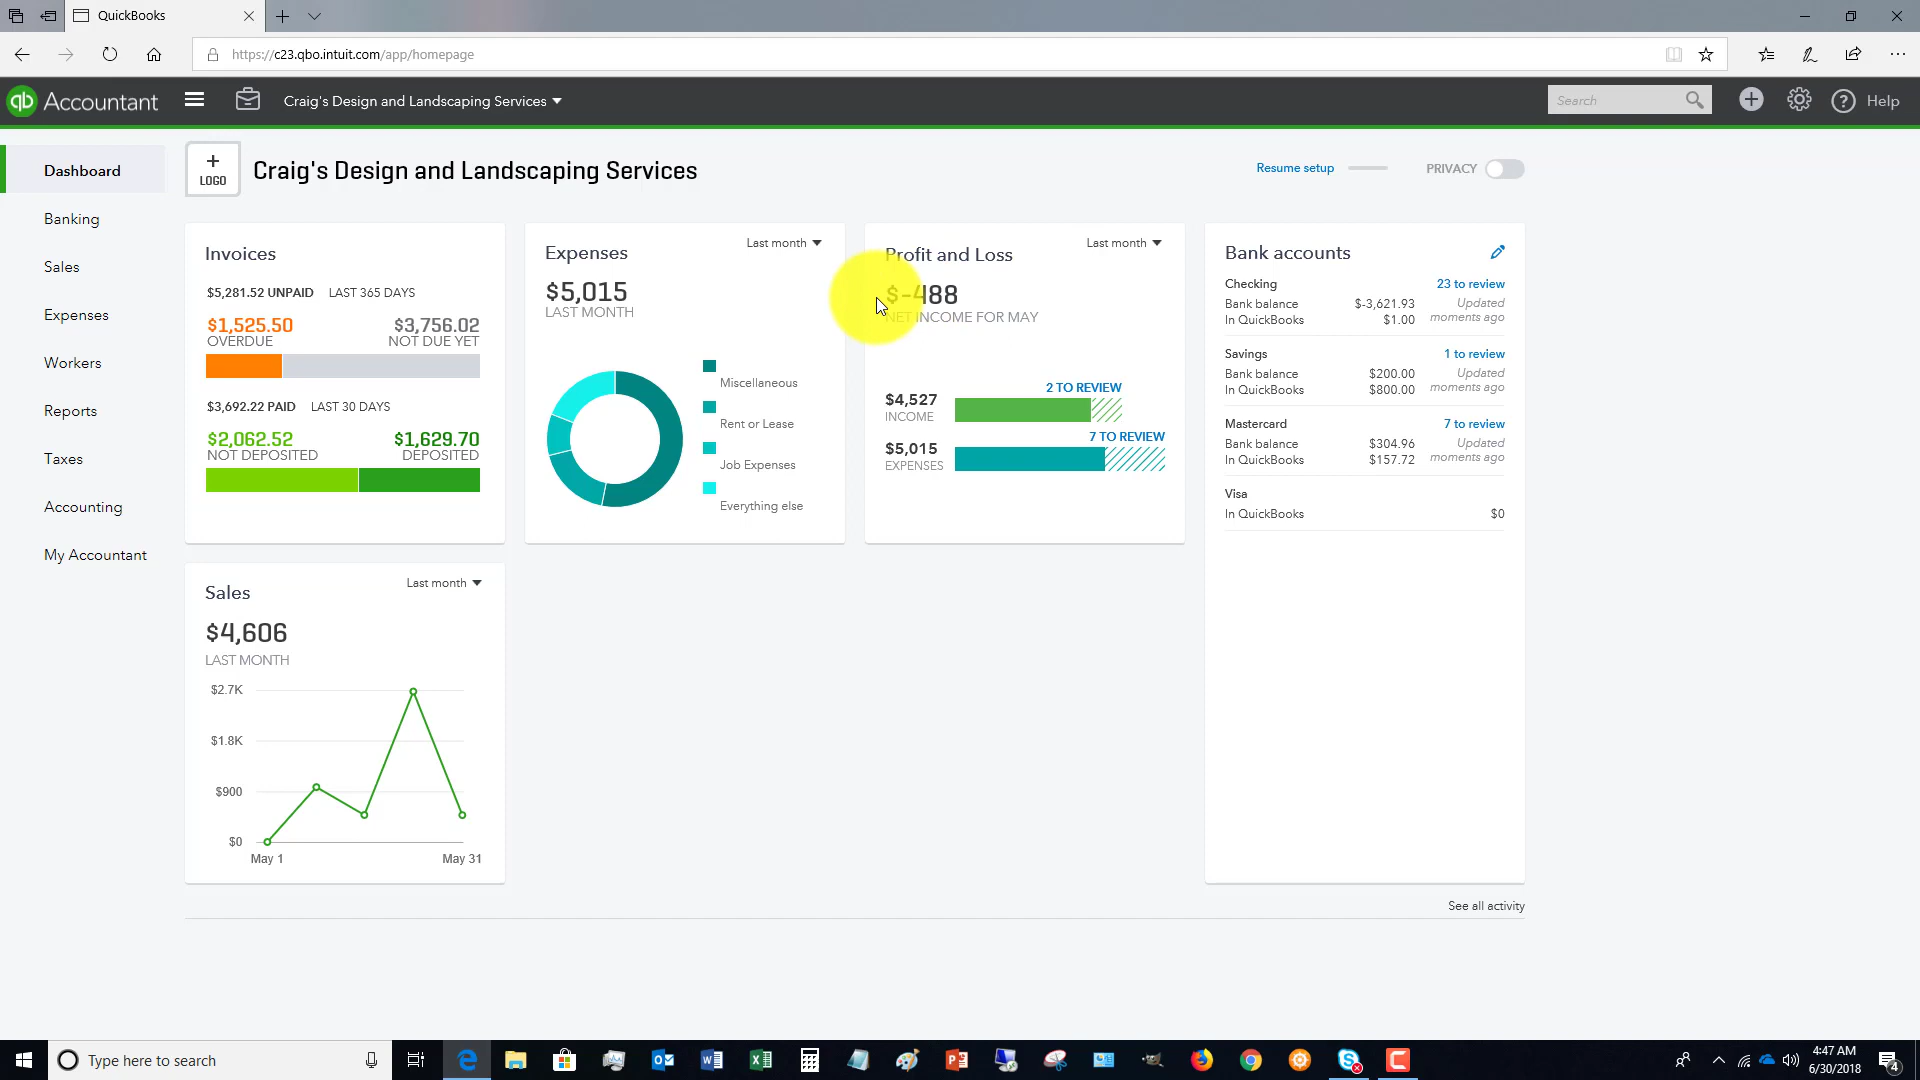 QuickBooks
https://c23.qbo.intuit.com/app/homepage
qb Accountant
Craig's Design and Landscaping Services
Search
Help
Dashboard
Banking
Sales
Expenses
Workers
Reports
Taxes
Accounting
My Accountant
+
LOGO
Craig's Design and Landscaping Services
Resume setup
PRIVACY
Invoices
$5,281.52 UNPAID LAST 365 DAYS
$1,525.50 $3,756.02
OVERDUE NOT DUE YET
$3,692.22 PAID LAST 30 DAYS
$2,062.52 $1,629.70
NOT DEPOSITED DEPOSITED
Expenses
Last month
$5,015
LAST MONTH
Miscellaneous
Rent or Lease
Job Expenses
Everything else
Profit and Loss
Last month
$-488
NET INCOME FOR MAY
2 TO REVIEW
$4,527
INCOME
7 TO REVIEW
$5,015
EXPENSES
Bank accounts
Checking 23 to review
Bank balance $-3,621.93 Updated
In QuickBooks $1.00 moments ago
Savings 1 to review
Bank balance $200.00 Updated
In QuickBooks $800.00 moments ago
Mastercard 7 to review
Bank balance $304.96 Updated
In QuickBooks $157.72 moments ago
Visa
In QuickBooks $0
Sales
Last month
$4,606
LAST MONTH
$2.7K
$1.8K
$900
$0
May 1 May 31
See all activity
Type here to search
4:47 AM
6/30/2018
4